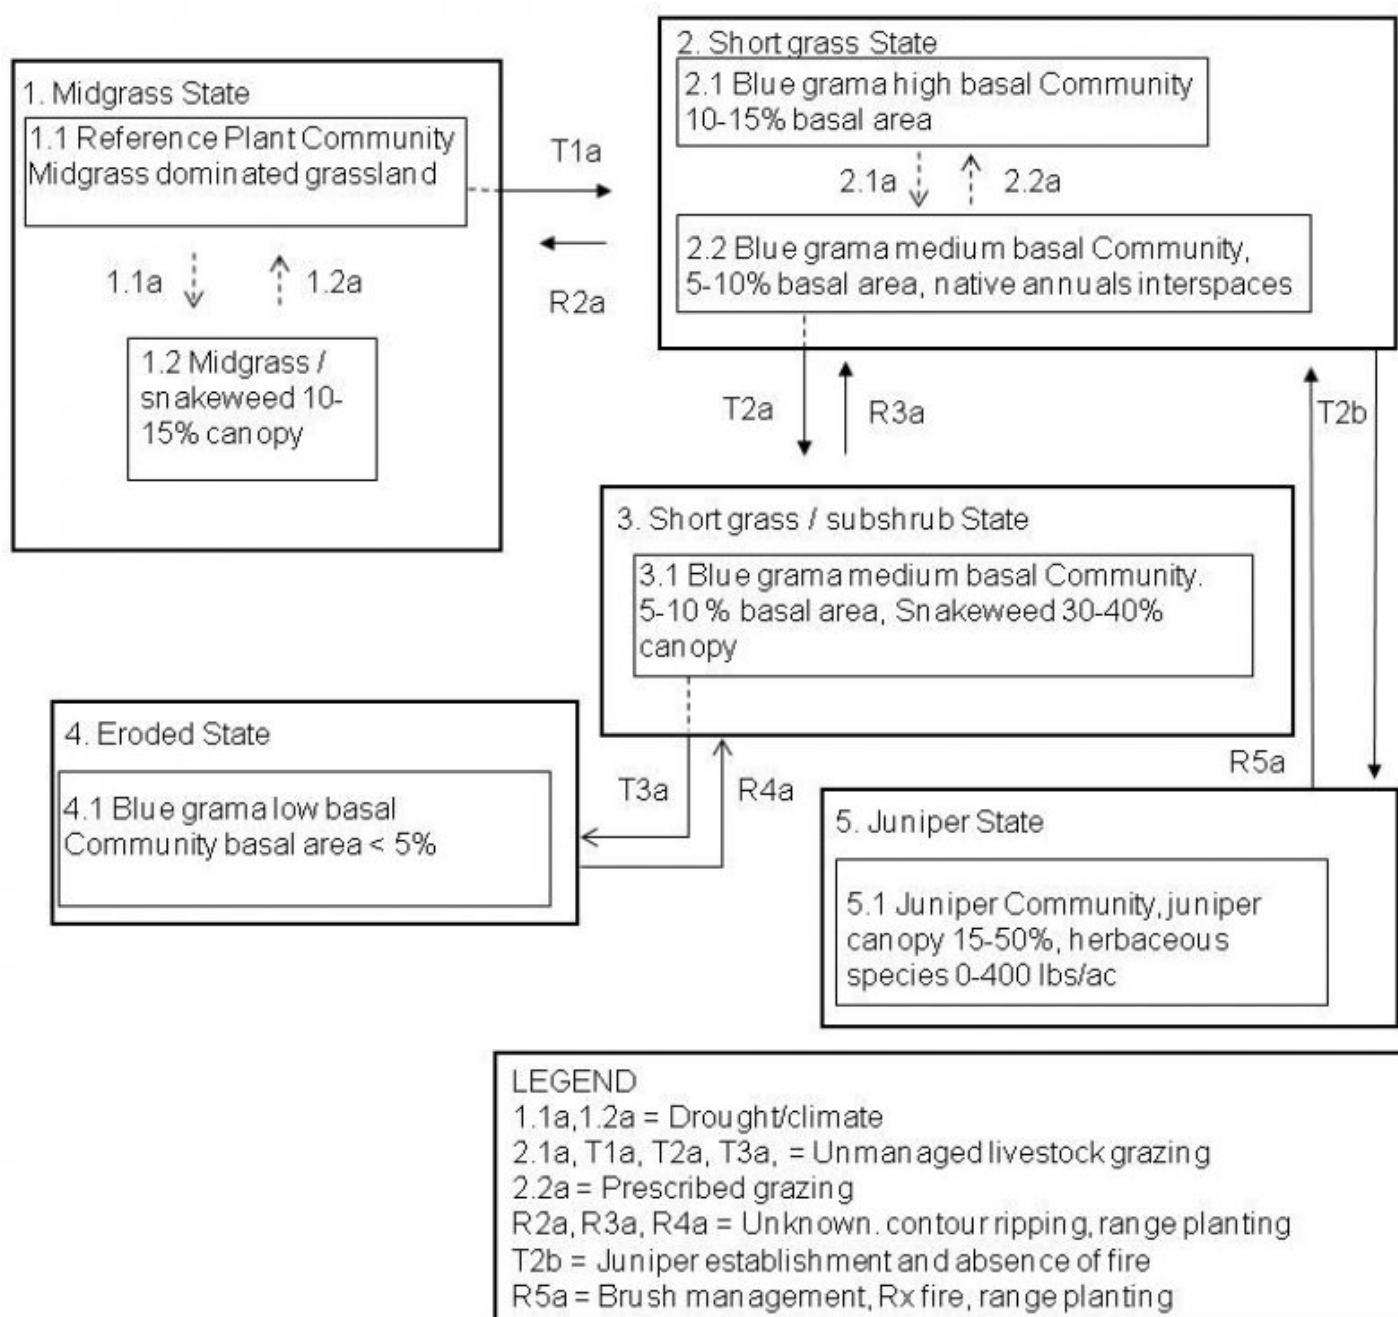 1. Midgrass State
1.1 Reference Plant Community
Midgrass dominated grassland
1.1a
1.2a
1.2 Midgrass /
snakeweed 10-
15% canopy
T1a
R2a
2. Short grass State
2.1 Blue grama high basal Community
10-15% basal area
2.1a
2.2a
2.2 Blue grama medium basal Community,
5-10% basal area, native annuals interspaces
T2a
R3a
T2b
3. Short grass / subshrub State
3.1 Blue grama medium basal Community.
5-10 % basal area, Snakeweed 30-40%
canopy
4. Eroded State
4.1 Blue grama low basal
Community basal area < 5%
T3a
R4a
R5a
5. Juniper State
5.1 Juniper Community, juniper
canopy 15-50%, herbaceous
species 0-400 lbs/ac
LEGEND
1.1a,1.2a = Drought/climate
2.1a, T1a, T2a, T3a, = Unmanaged livestock grazing
2.2a = Prescribed grazing
R2a, R3a, R4a = Unknown. contour ripping, range planting
T2b = Juniper establishment and absence of fire
R5a = Brush management, Rx fire, range planting